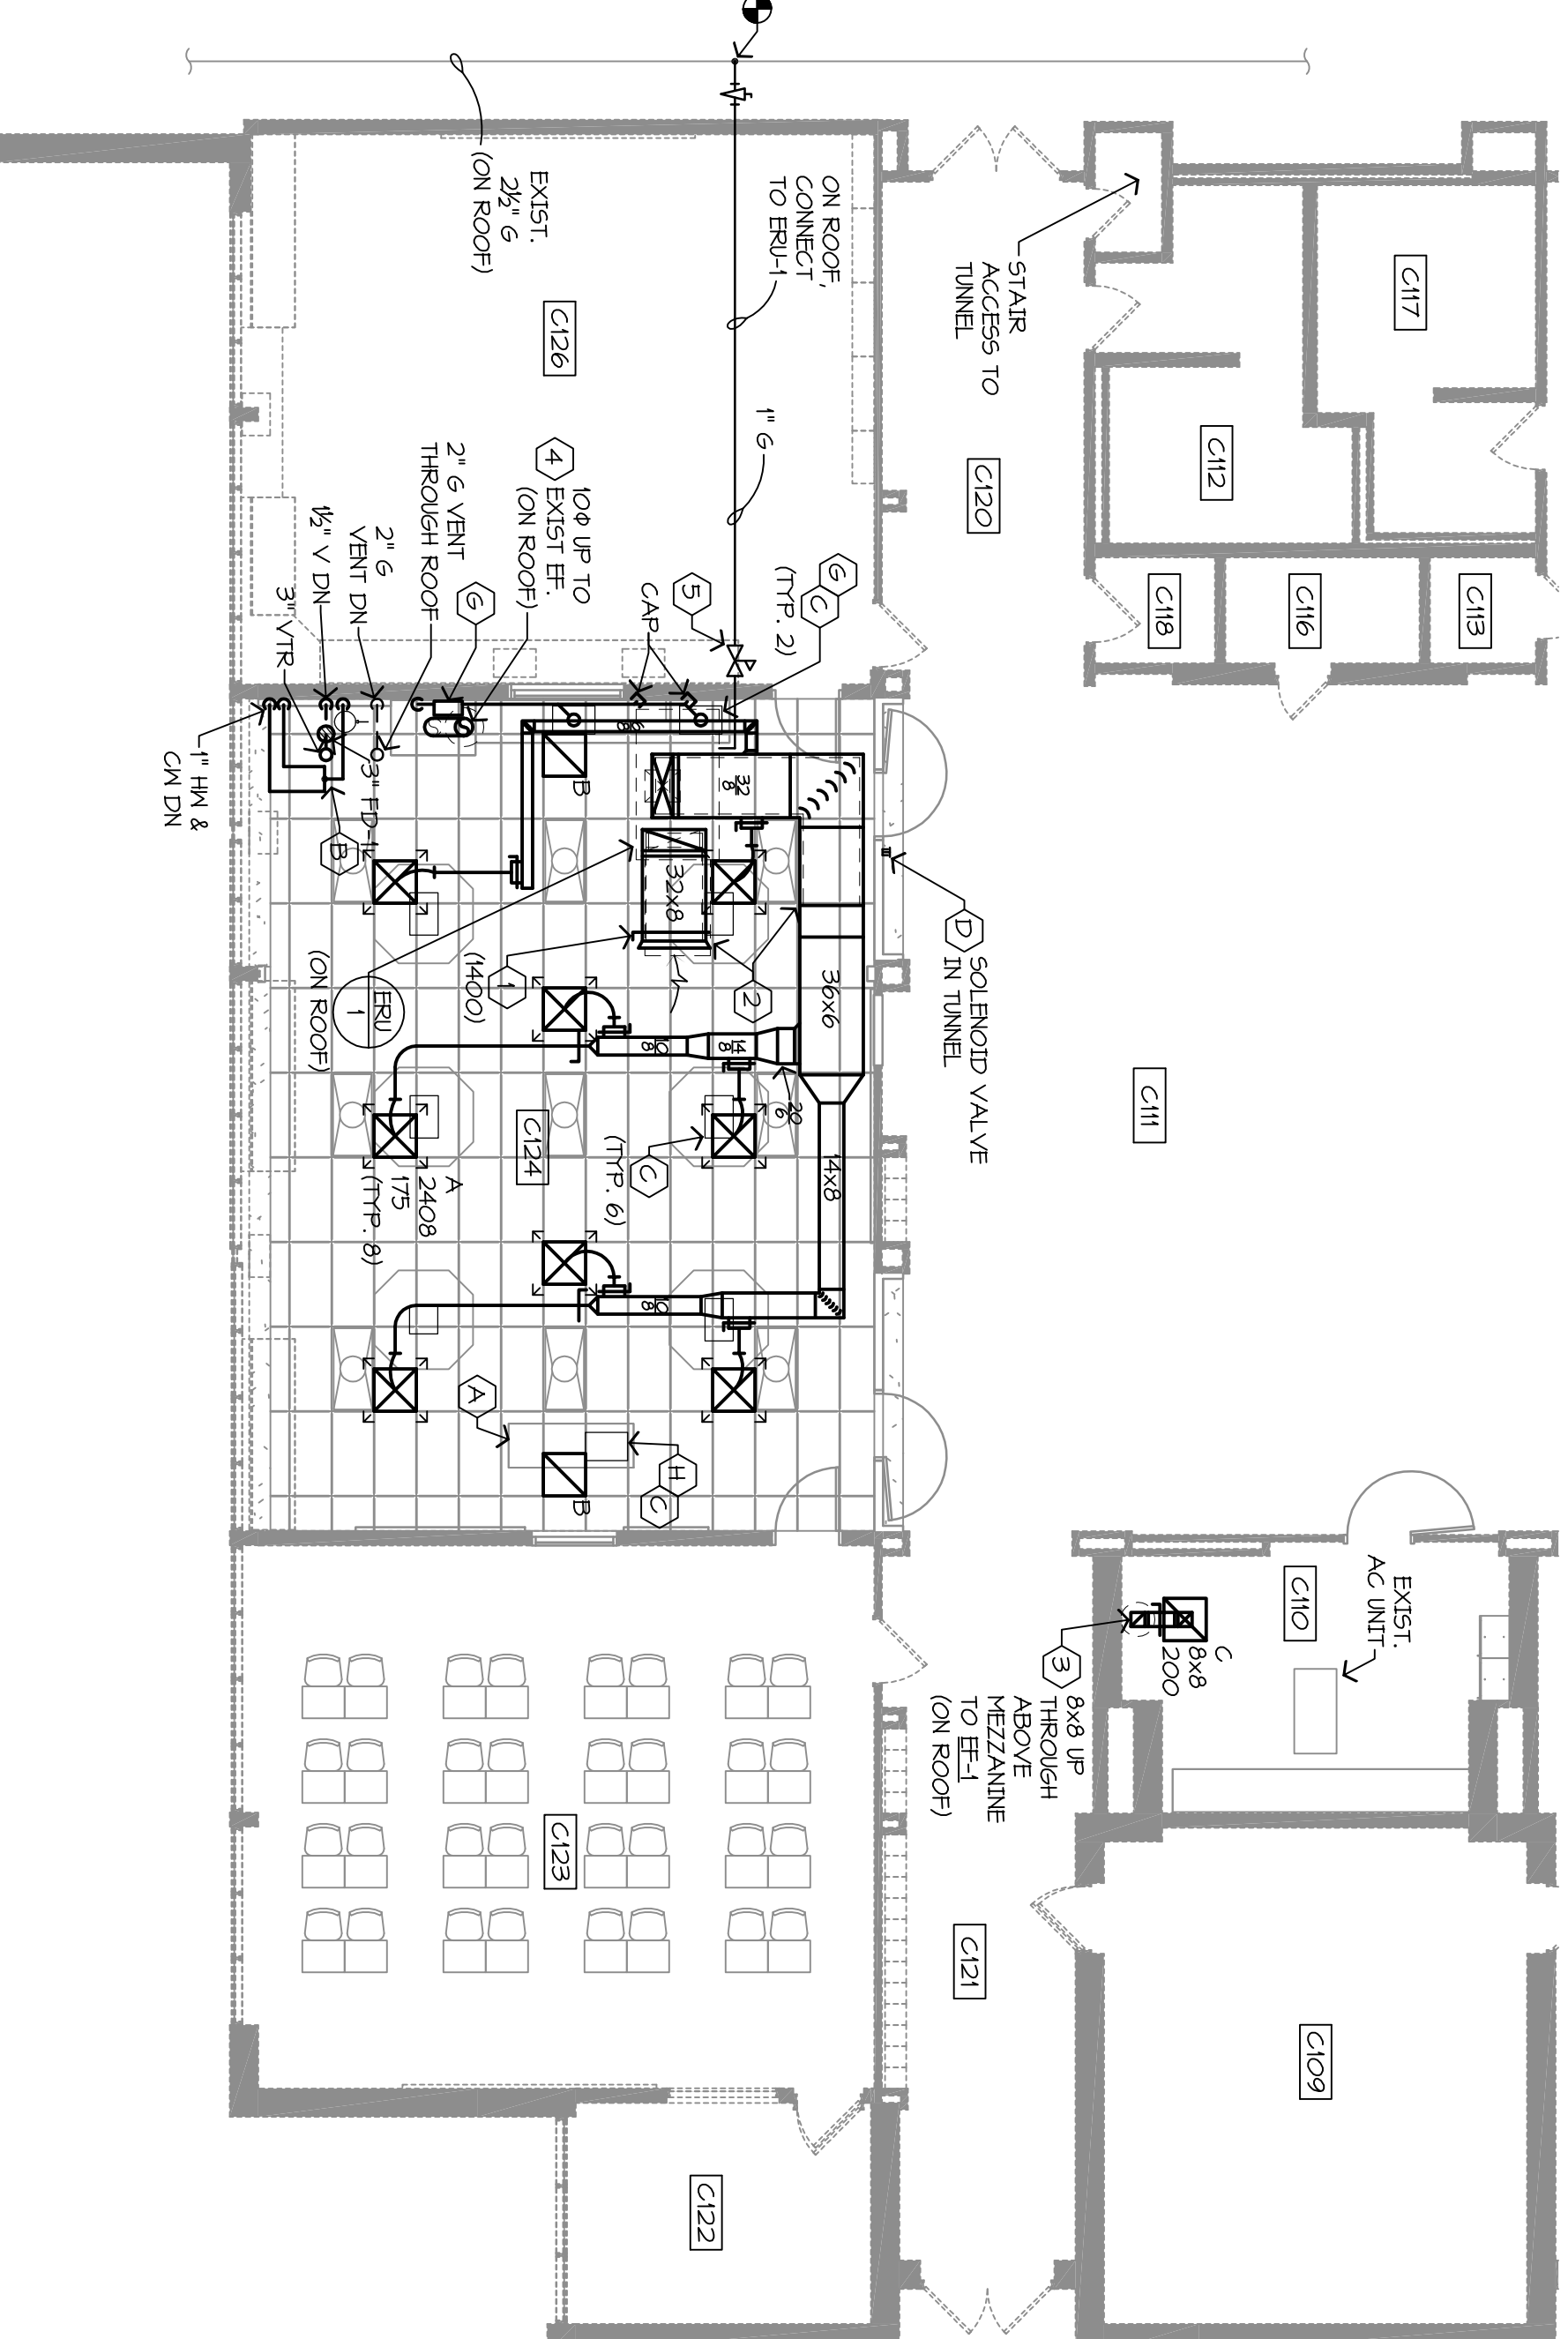 C117
C112
C113
C116
C118
STAIR
ACCESS TO
TUNNEL
C120
ON ROOF,
CONNECT
TO ERU-1
EXIST.
2½" G
(ON ROOF)
C126
1" G
4
10Φ UP TO
EXIST EF.
(ON ROOF)
2" G VENT
THROUGH ROOF
2" G
VENT DN
1½" V DN
3" VTR
G
CAP
5
G
C
(TYP. 2)
1" HW &
CW DN
3" FD-1
B
6
8
B
32
8
32x8
36x6
D
SOLENOID VALVE
IN TUNNEL
1
(1400)
2
ERU
1
(ON ROOF)
10
8
14
8
20
6
14x8
C111
C124
C
(TYP. 6)
A
2408
175
(TYP. 8)
10
8
A
H
C
B
EXIST.
AC UNIT
C110
C
8x8
200
3
8x8 UP
THROUGH
ABOVE
MEZZANINE
TO EF-1
(ON ROOF)
C123
C121
C109
C122